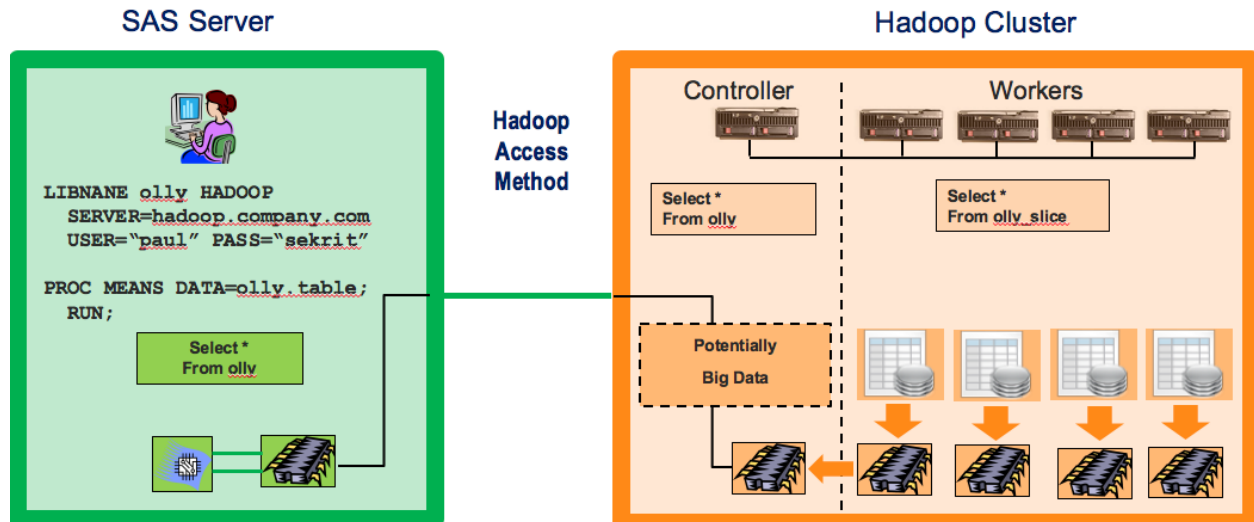 SAS Server
LIBNANE olly HADOOP
SERVER=hadoop.company.com
USER=“paul” PASS=“sekrit”
PROC MEANS DATA=olly.table;
RUN;
Select *
From olly
Hadoop
Access
Method
Hadoop Cluster
Controller
Workers
Select *
From olly
Select *
From olly_slice
Potentially
Big Data